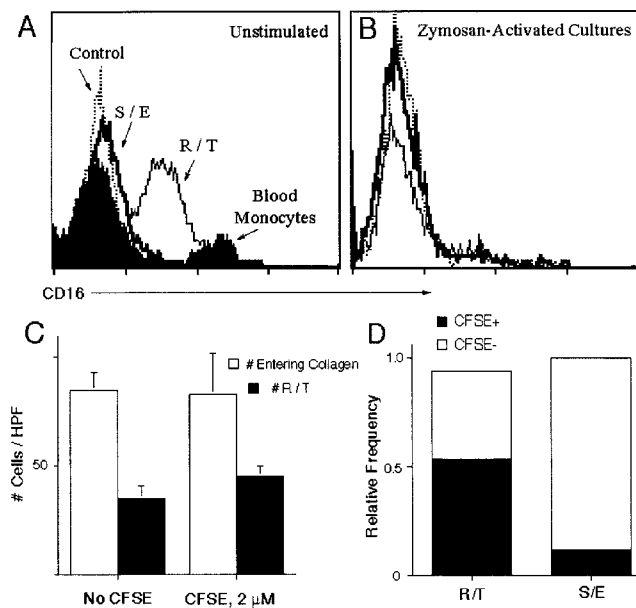 A
Unstimulated
Control
S / E
R / T
Blood
Monocytes
B
Zymosan-Activated Cultures
CD16
C
# Entering Collagen
# R / T
# Cells / HPF
50
No CFSE
CFSE, 2 µM
D
CFSE+
CFSE-
Relative Frequency
1.0
0.5
0
R/T
S/E